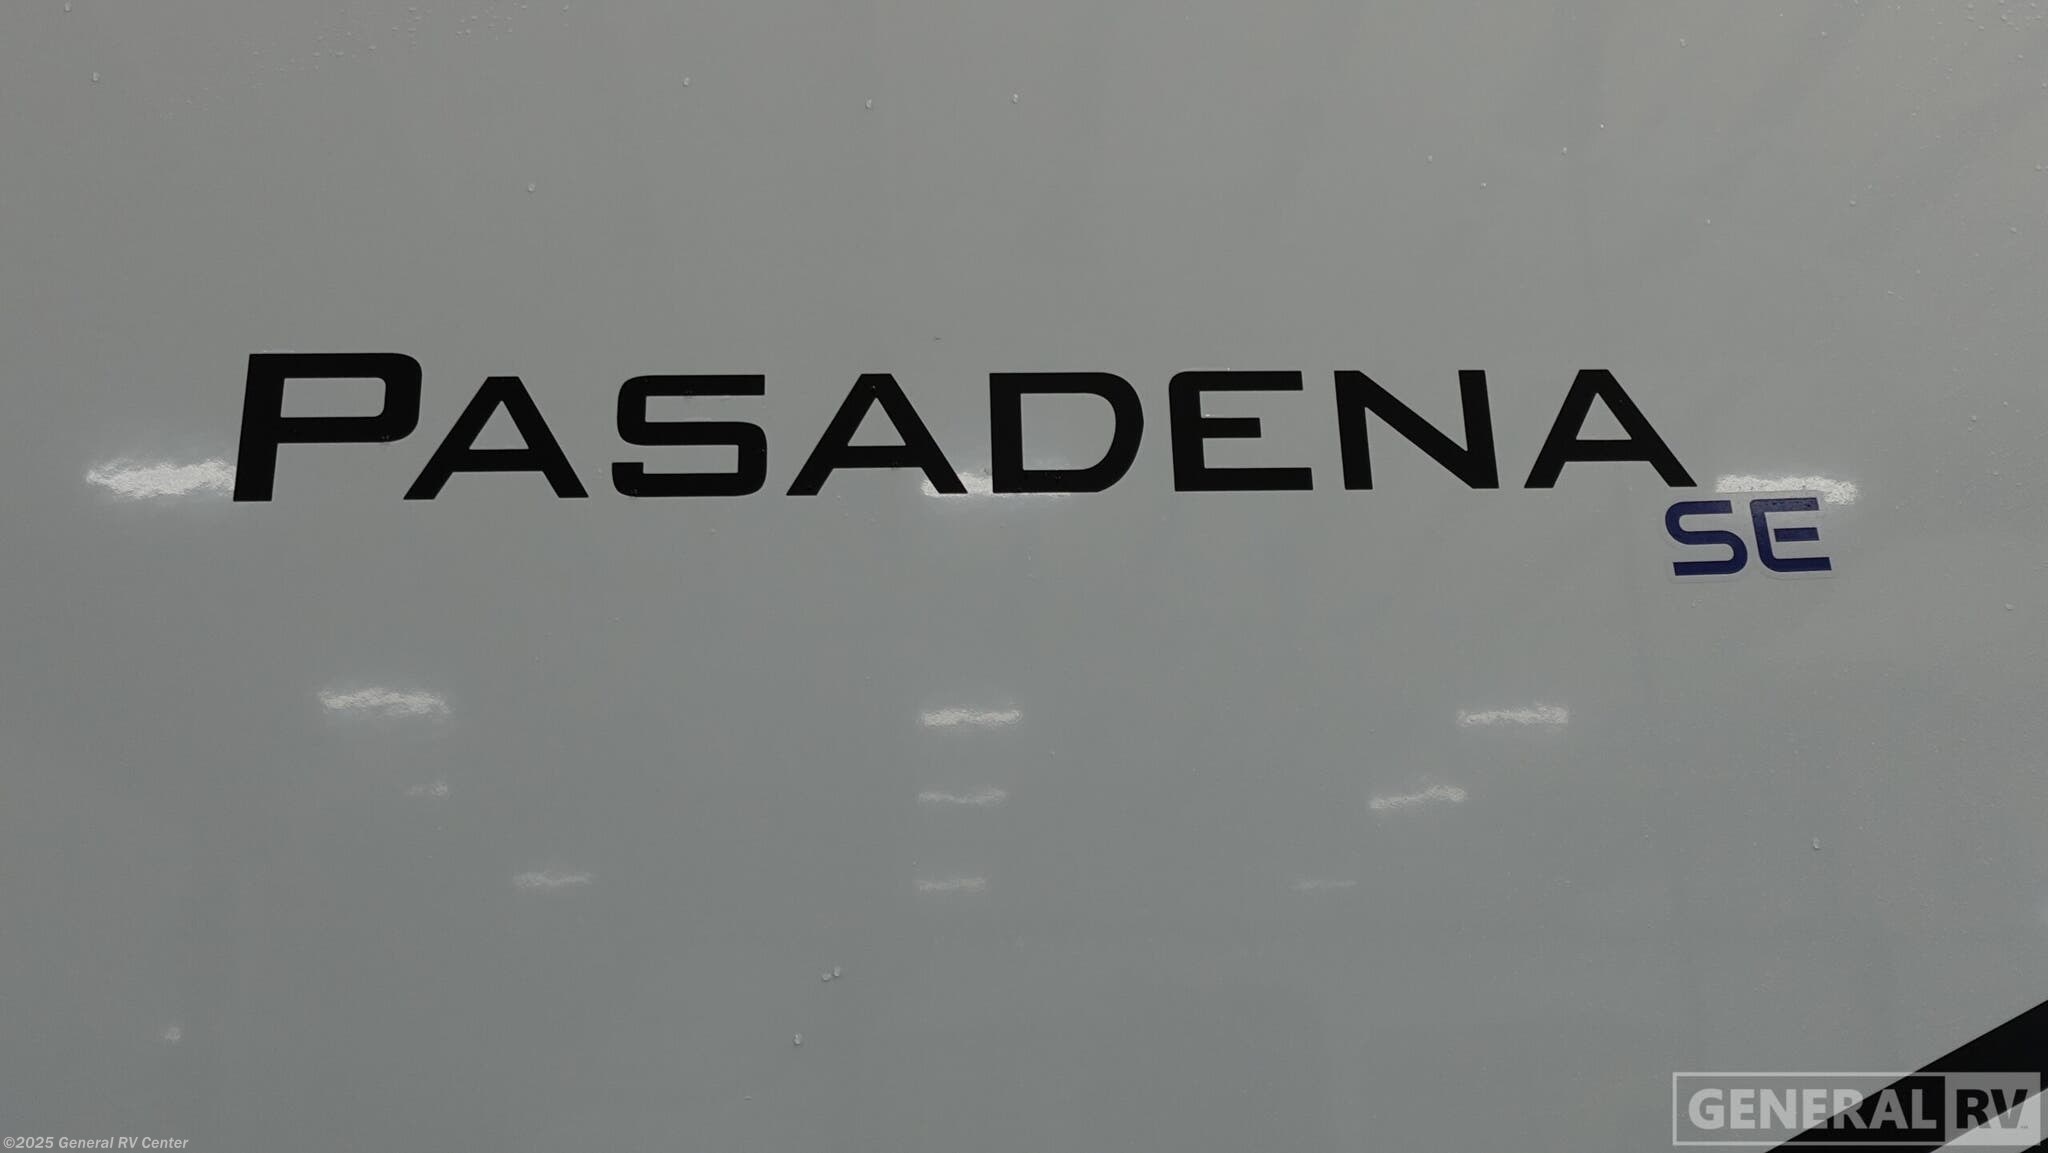 PASADENA
SE
GENERAL RV
©2025 General RV Center